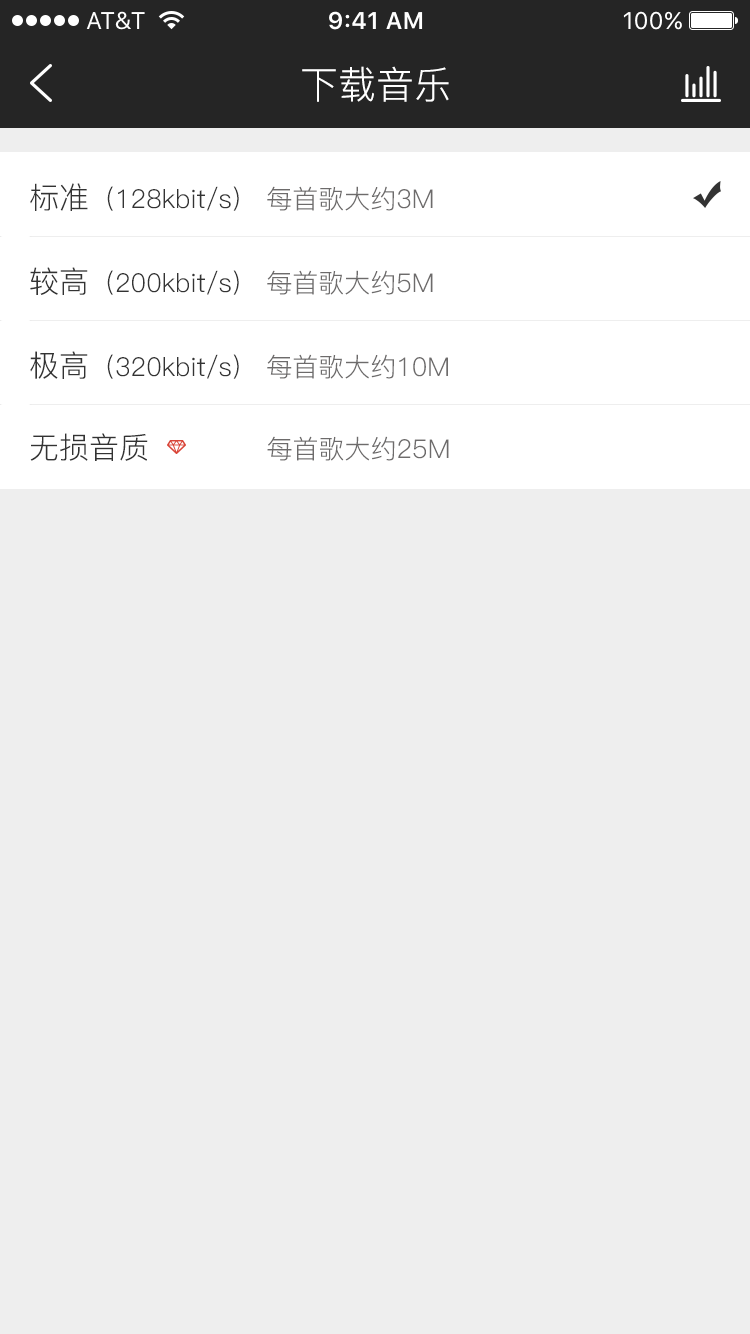 AT&T 9:41 AM 100%
下载音乐
标准（128kbit/s） 每首歌大约3M
较高（200kbit/s） 每首歌大约5M
极高（320kbit/s） 每首歌大约10M
无损音质 每首歌大约25M